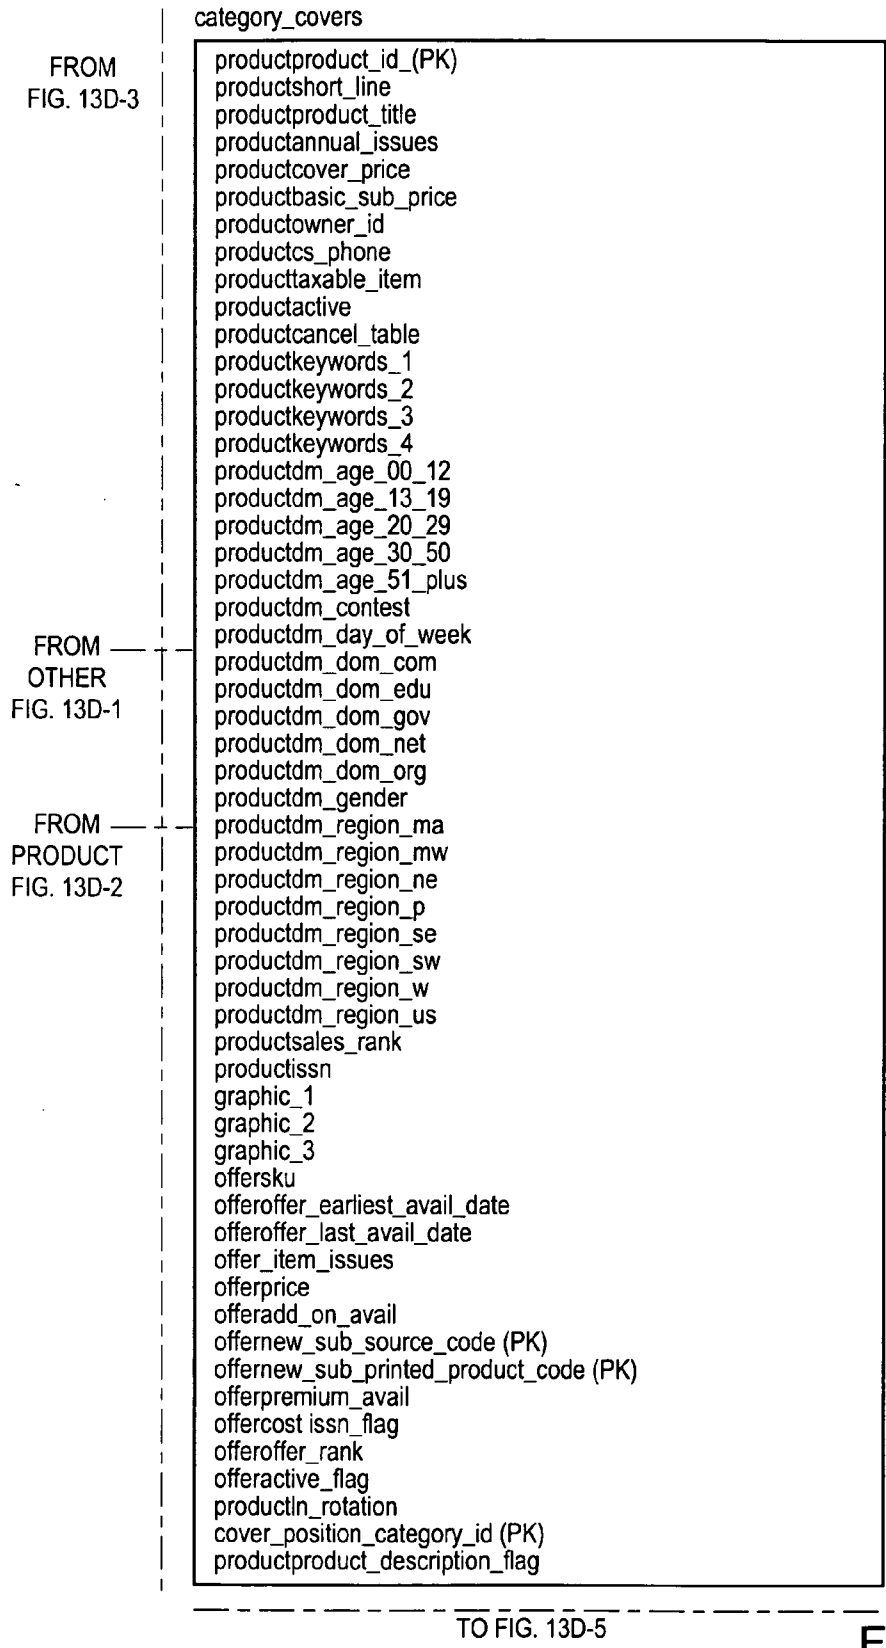 category_covers
FROM
FIG. 13D-3
productproduct_id_(PK)
productshort_line
productproduct_title
productannual_issues
productcover_price
productbasic_sub_price
productowner_id
productcs_phone
producttaxable_item
productactive
productcancel_table
productkeywords_1
productkeywords_2
productkeywords_3
productkeywords_4
productdm_age_00_12
productdm_age_13_19
productdm_age_20_29
productdm_age_30_50
productdm_age_51_plus
productdm_contest
productdm_day_of_week
FROM
OTHER
FIG. 13D-1
productdm_dom_com
productdm_dom_edu
productdm_dom_gov
productdm_dom_net
productdm_dom_org
productdm_gender
FROM
PRODUCT
FIG. 13D-2
productdm_region_ma
productdm_region_mw
productdm_region_ne
productdm_region_p
productdm_region_se
productdm_region_sw
productdm_region_w
productdm_region_us
productsales_rank
productissn
graphic_1
graphic_2
graphic_3
offersku
offeroffer_earliest_avail_date
offeroffer_last_avail_date
offer_item_issues
offerprice
offeradd_on_avail
offernew_sub_source_code (PK)
offernew_sub_printed_product_code (PK)
offerpremium_avail
offercost issn_flag
offeroffer_rank
offeractive_flag
productln_rotation
cover_position_category_id (PK)
productproduct_description_flag
TO FIG. 13D-5